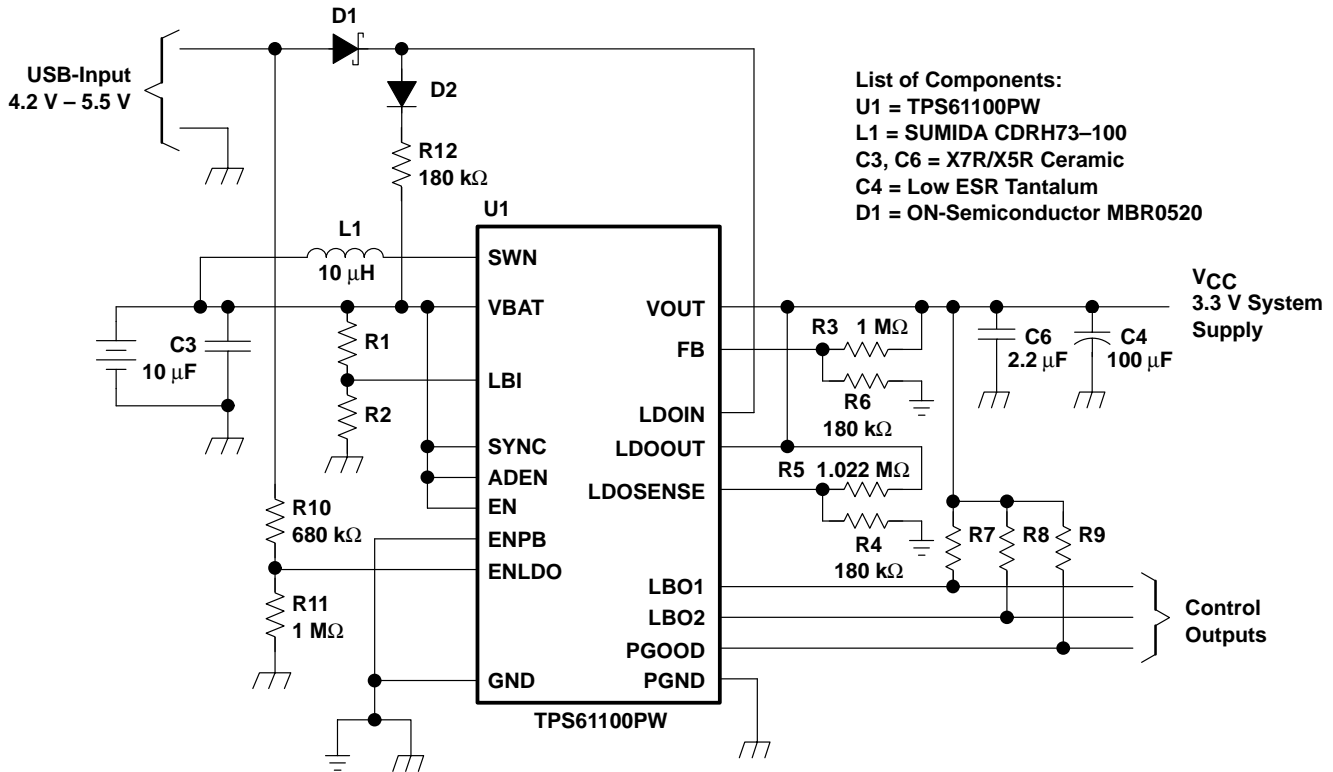 D1
USB-Input
4.2 V – 5.5 V
D2
R12
180 kΩ
List of Components:
U1 = TPS61100PW
L1 = SUMIDA CDRH73–100
C3, C6 = X7R/X5R Ceramic
C4 = Low ESR Tantalum
D1 = ON-Semiconductor MBR0520
U1
L1
10 μH
SWN
VBAT
C3
10 μF
R1
LBI
R2
SYNC
ADEN
EN
ENPB
ENLDO
GND
R10
680 kΩ
R11
1 MΩ
VOUT
FB
LDOIN
LDOOUT
LDOSENSE
LBO1
LBO2
PGOOD
PGND
TPS61100PW
R3
1 MΩ
R6
180 kΩ
R5
1.022 MΩ
R4
180 kΩ
C6
2.2 μF
C4
100 μF
VCC
3.3 V System
Supply
R7
R8
R9
Control
Outputs